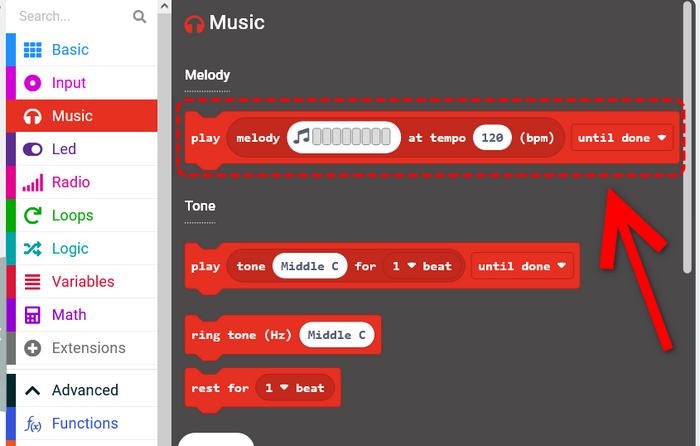 Search...
Basic
Input
Music
Led
Radio
Loops
Logic
Variables
Math
Extensions
Advanced
f(x) Functions
Music
Melody
play melody at tempo 120 (bpm) until done
Tone
play tone Middle C for 1 beat until done
ring tone (Hz) Middle C
rest for 1 beat